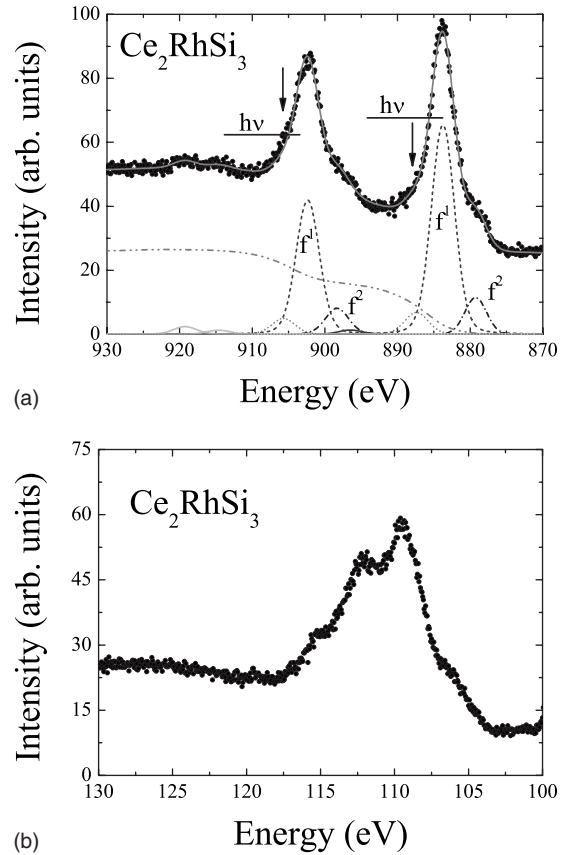 100
80
60
40
20
0
Intensity (arb. units)
Ce2RhSi3
hν
hν
f1
f2
f1
f2
930 920 910 900 890 880 870
Energy (eV)
(a)
75
60
45
30
15
0
Intensity (arb. units)
Ce2RhSi3
130 125 120 115 110 105 100
Energy (eV)
(b)